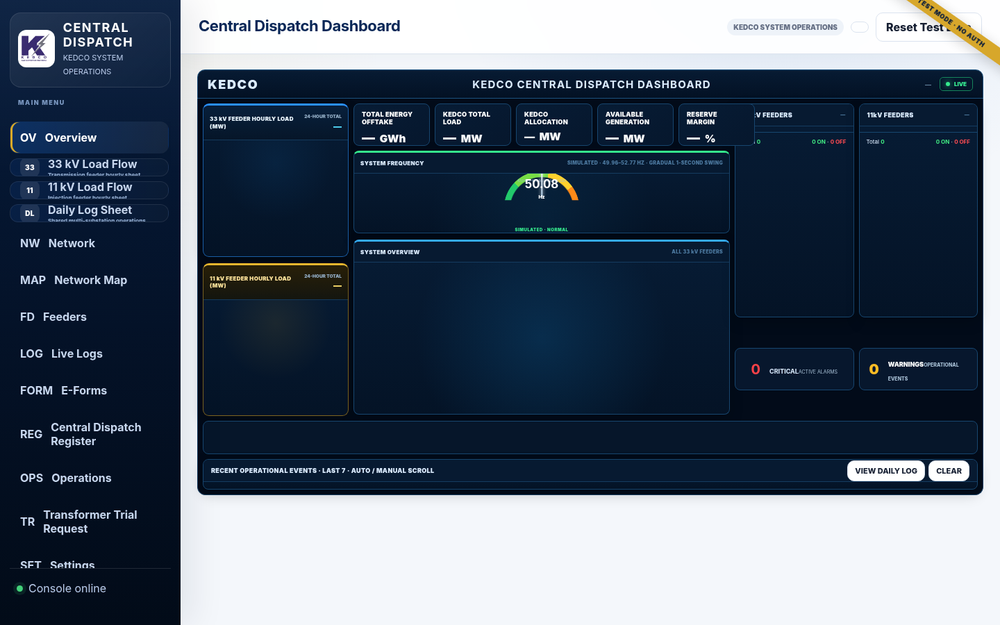 KEDCO
CENTRAL
DISPATCH
KEDCO SYSTEM
OPERATIONS
MAIN MENU
OV Overview
33 33 kV Load Flow
Transmission feeder hourly sheet
11 11 kV Load Flow
Injection feeder hourly sheet
DL Daily Log Sheet
Shared multi-substation operations
NW Network
MAP Network Map
FD Feeders
LOG Live Logs
FORM E-Forms
REG Central Dispatch
Register
OPS Operations
TR Transformer Trial
Request
SET Settings
Console online
Central Dispatch Dashboard
KEDCO SYSTEM OPERATIONS
Reset Test
TEST MODE · NO AUTH
KEDCO
KEDCO CENTRAL DISPATCH DASHBOARD
—
LIVE
33 kV FEEDER HOURLY LOAD
(MW)
24-HOUR TOTAL
—
11 kV FEEDER HOURLY LOAD
(MW)
24-HOUR TOTAL
—
TOTAL ENERGY
OFFTAKE
— GWh
KEDCO TOTAL
LOAD
— MW
KEDCO
ALLOCATION
— MW
AVAILABLE
GENERATION
— MW
RESERVE
MARGIN
— %
SYSTEM FREQUENCY
SIMULATED · 49.96–52.77 HZ · GRADUAL 1-SECOND SWING
50.08
Hz
SIMULATED · NORMAL
SYSTEM OVERVIEW
ALL 33 kV FEEDERS
kV FEEDERS —
0 0 ON · 0 OFF
11kV FEEDERS —
Total 0 0 ON · 0 OFF
0 CRITICAL ACTIVE ALARMS
0 WARNINGS OPERATIONAL
EVENTS
RECENT OPERATIONAL EVENTS · LAST 7 · AUTO / MANUAL SCROLL
VIEW DAILY LOG
CLEAR